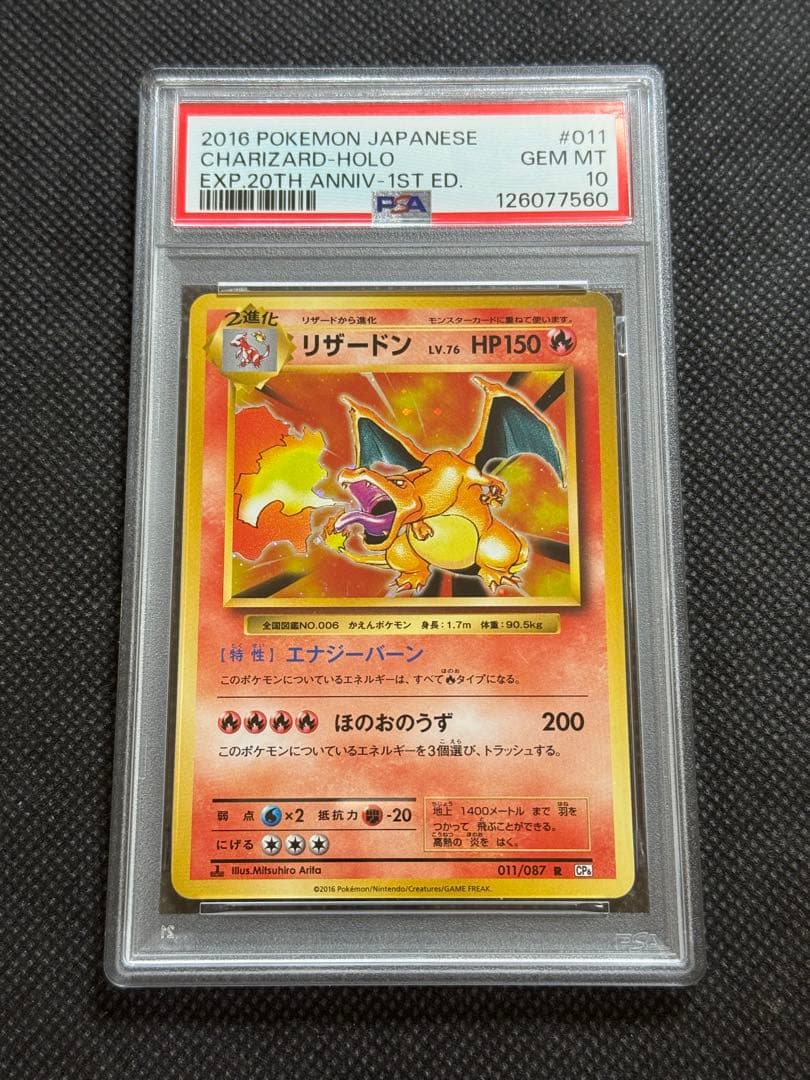 2016 POKEMON JAPANESE #011
CHARIZARD-HOLO GEM MT
EXP.20TH ANNIV-1ST ED. 10
PSA 126077560
2進化 リザードから進化 モンスターカードに重ねて使います。
リザードン LV.76 HP150
全国図鑑NO.006 かえんポケモン 身長:1.7m 体重:90.5kg
[特性] エナジーバーン
このポケモンについているエネルギーは、すべてタイプになる。
ほのおのうず 200
このポケモンについているエネルギーを3個選び、トラッシュする。
弱点 ×2 抵抗力 -20
にげる
地上 1400メートル まで 羽を
つかって 飛ぶことができる。
高熱の 炎を はく。
Illus.Mitsuhiro Arita 011/087 R CP6
©2016 Pokémon/Nintendo/Creatures/GAME FREAK.
PSA